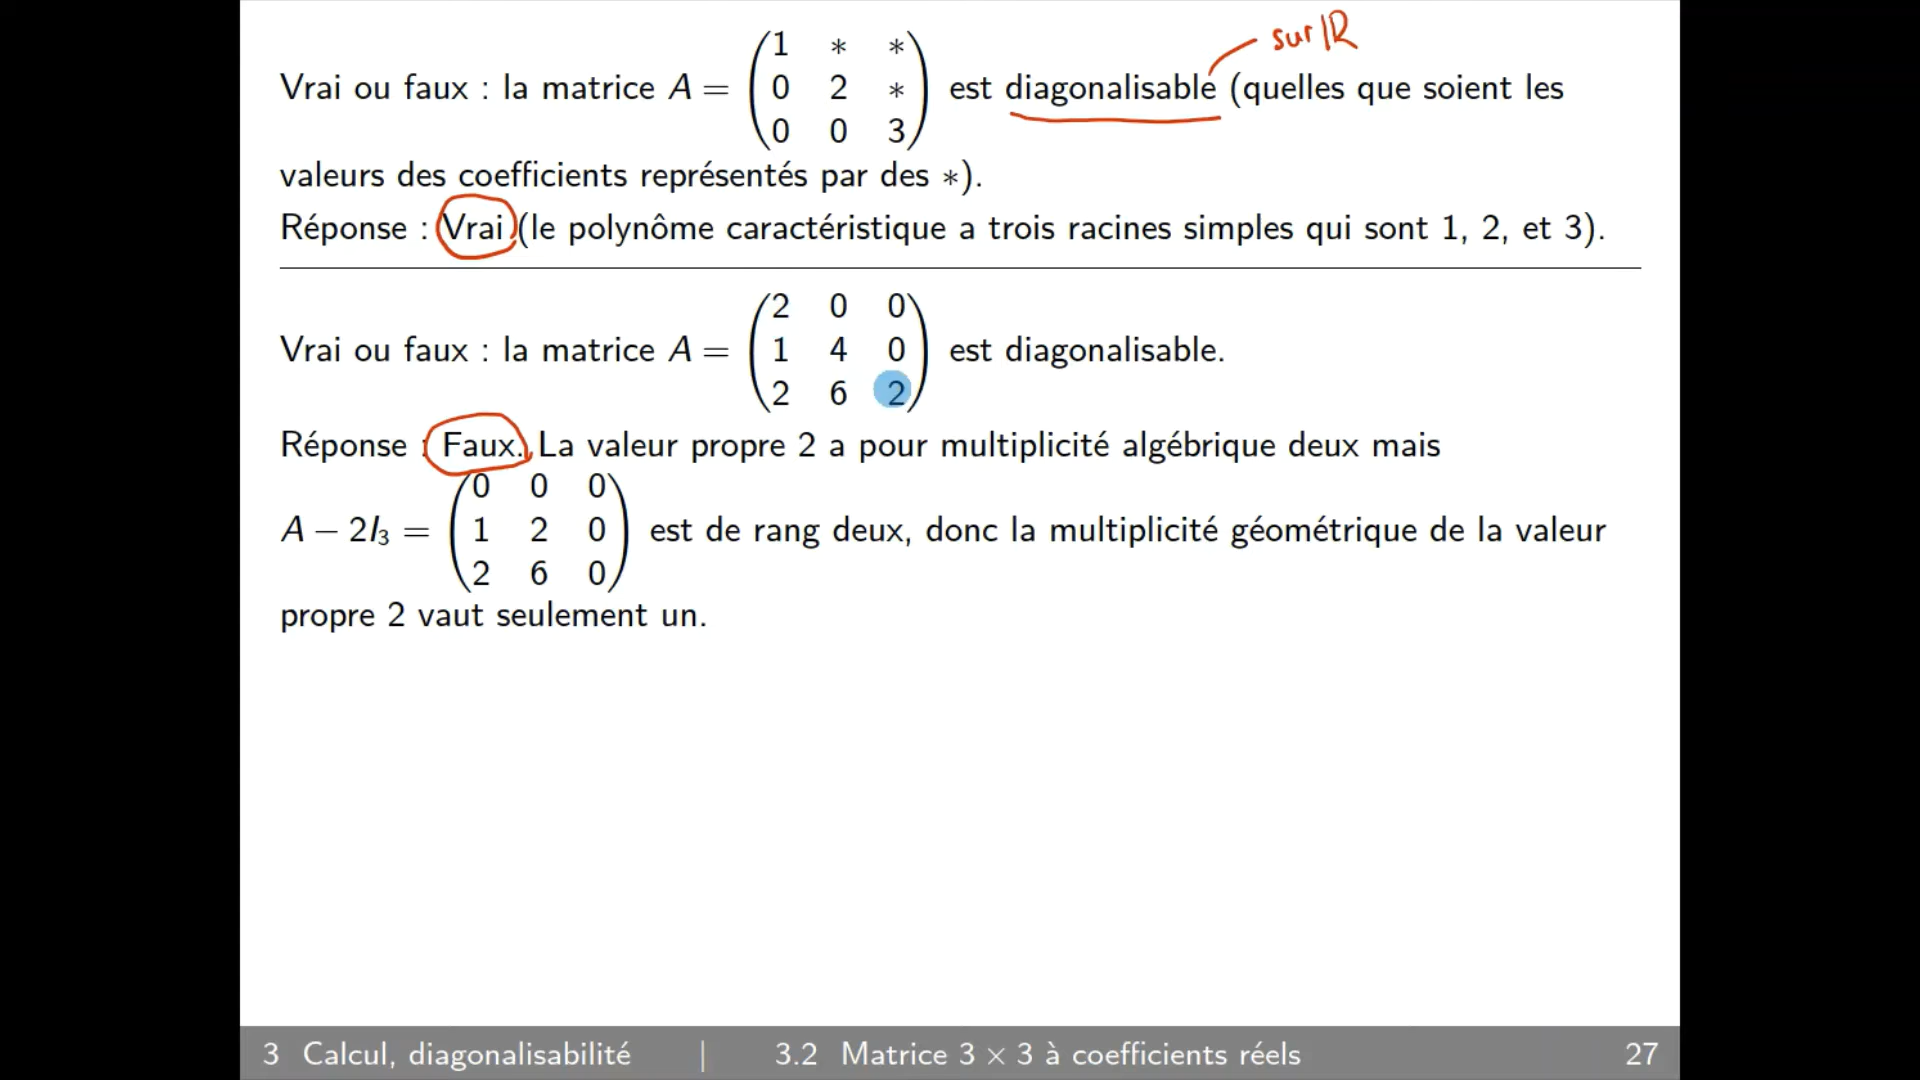 sur ℝ
Vrai ou faux : la matrice A = (1 * * ; 0 2 * ; 0 0 3) est diagonalisable (quelles que soient les
valeurs des coefficients représentés par des *).
Réponse : Vrai (le polynôme caractéristique a trois racines simples qui sont 1, 2, et 3).
Vrai ou faux : la matrice A = (2 0 0 ; 1 4 0 ; 2 6 2) est diagonalisable.
Réponse : Faux. La valeur propre 2 a pour multiplicité algébrique deux mais
A − 2I₃ = (0 0 0 ; 1 2 0 ; 2 6 0) est de rang deux, donc la multiplicité géométrique de la valeur
propre 2 vaut seulement un.
3 Calcul, diagonalisabilité | 3.2 Matrice 3 × 3 à coefficients réels 27